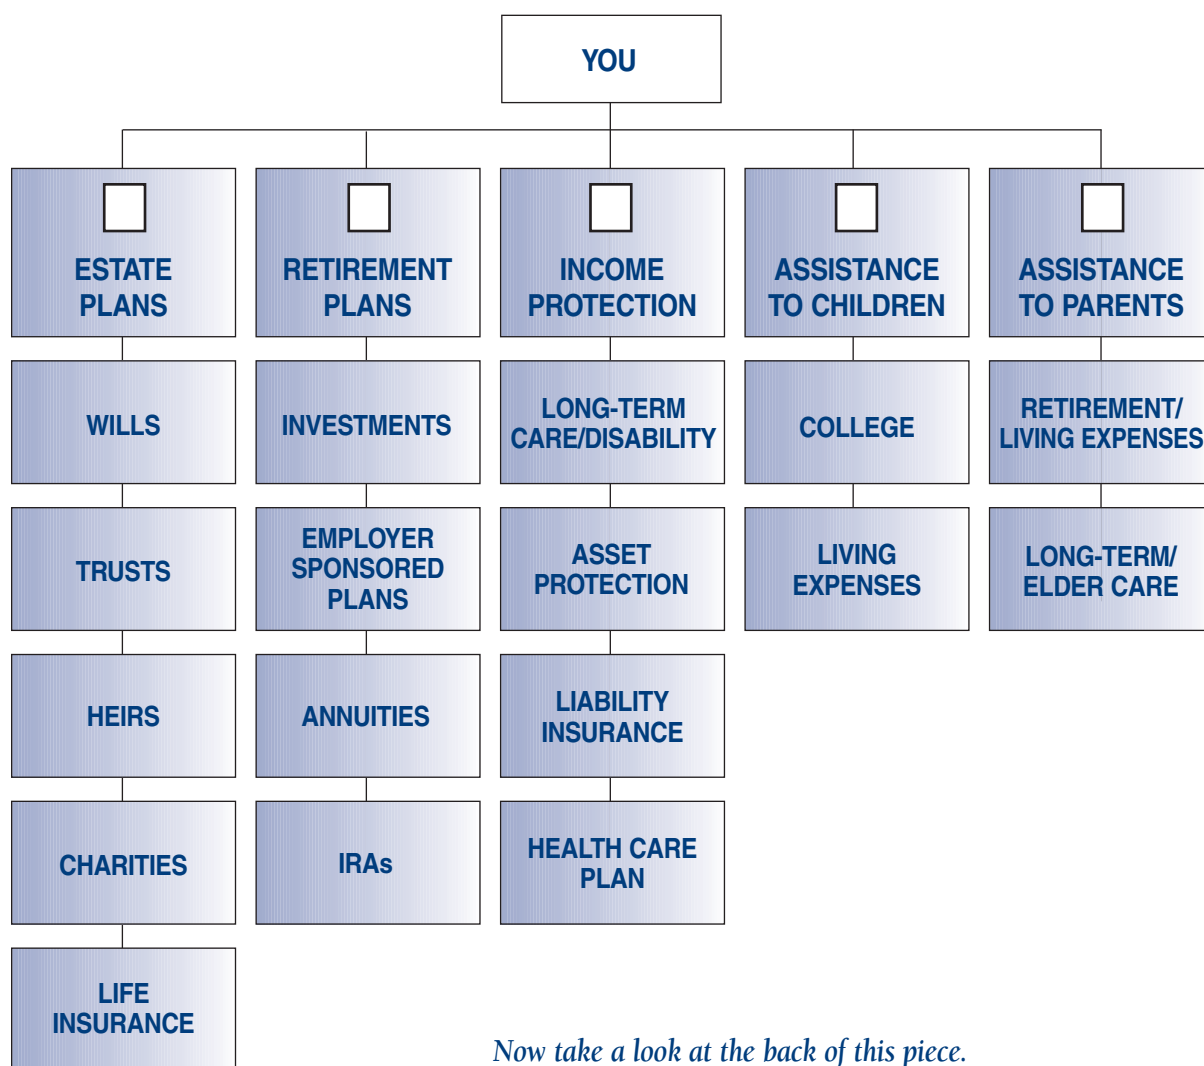 YOU
ESTATE
PLANS
WILLS
TRUSTS
HEIRS
CHARITIES
LIFE
INSURANCE
RETIREMENT
PLANS
INVESTMENTS
EMPLOYER
SPONSORED
PLANS
ANNUITIES
IRAs
INCOME
PROTECTION
LONG-TERM
CARE/DISABILITY
ASSET
PROTECTION
LIABILITY
INSURANCE
HEALTH CARE
PLAN
ASSISTANCE
TO CHILDREN
COLLEGE
LIVING
EXPENSES
ASSISTANCE
TO PARENTS
RETIREMENT/
LIVING EXPENSES
LONG-TERM/
ELDER CARE
Now take a look at the back of this piece.